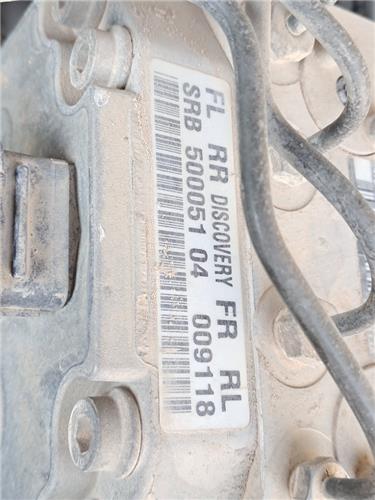 FL RR DISCOVERY FR RL
SRB 500051 04 009118